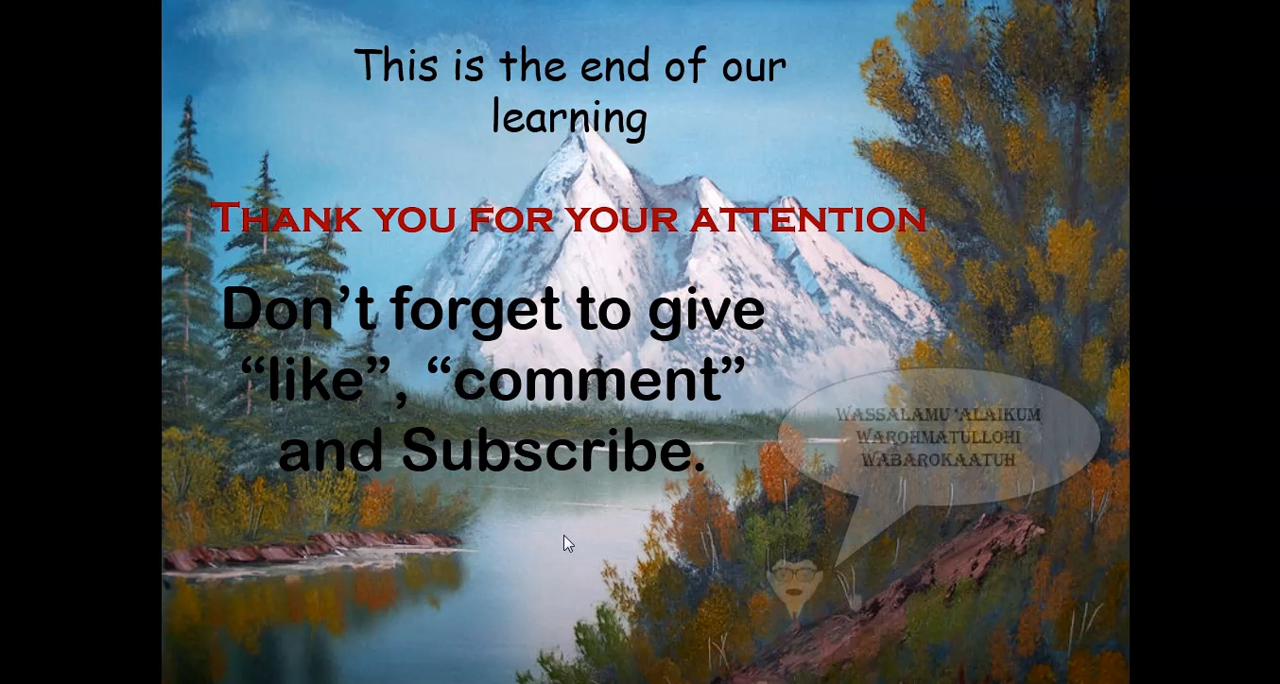 This is the end of our
learning
THANK YOU FOR YOUR ATTENTION
Don’t forget to give
“like”, “comment”
and Subscribe.
WASSALAMU ‘ALAIKUM
WAROHMATULLOHI
WABAROKAATUH